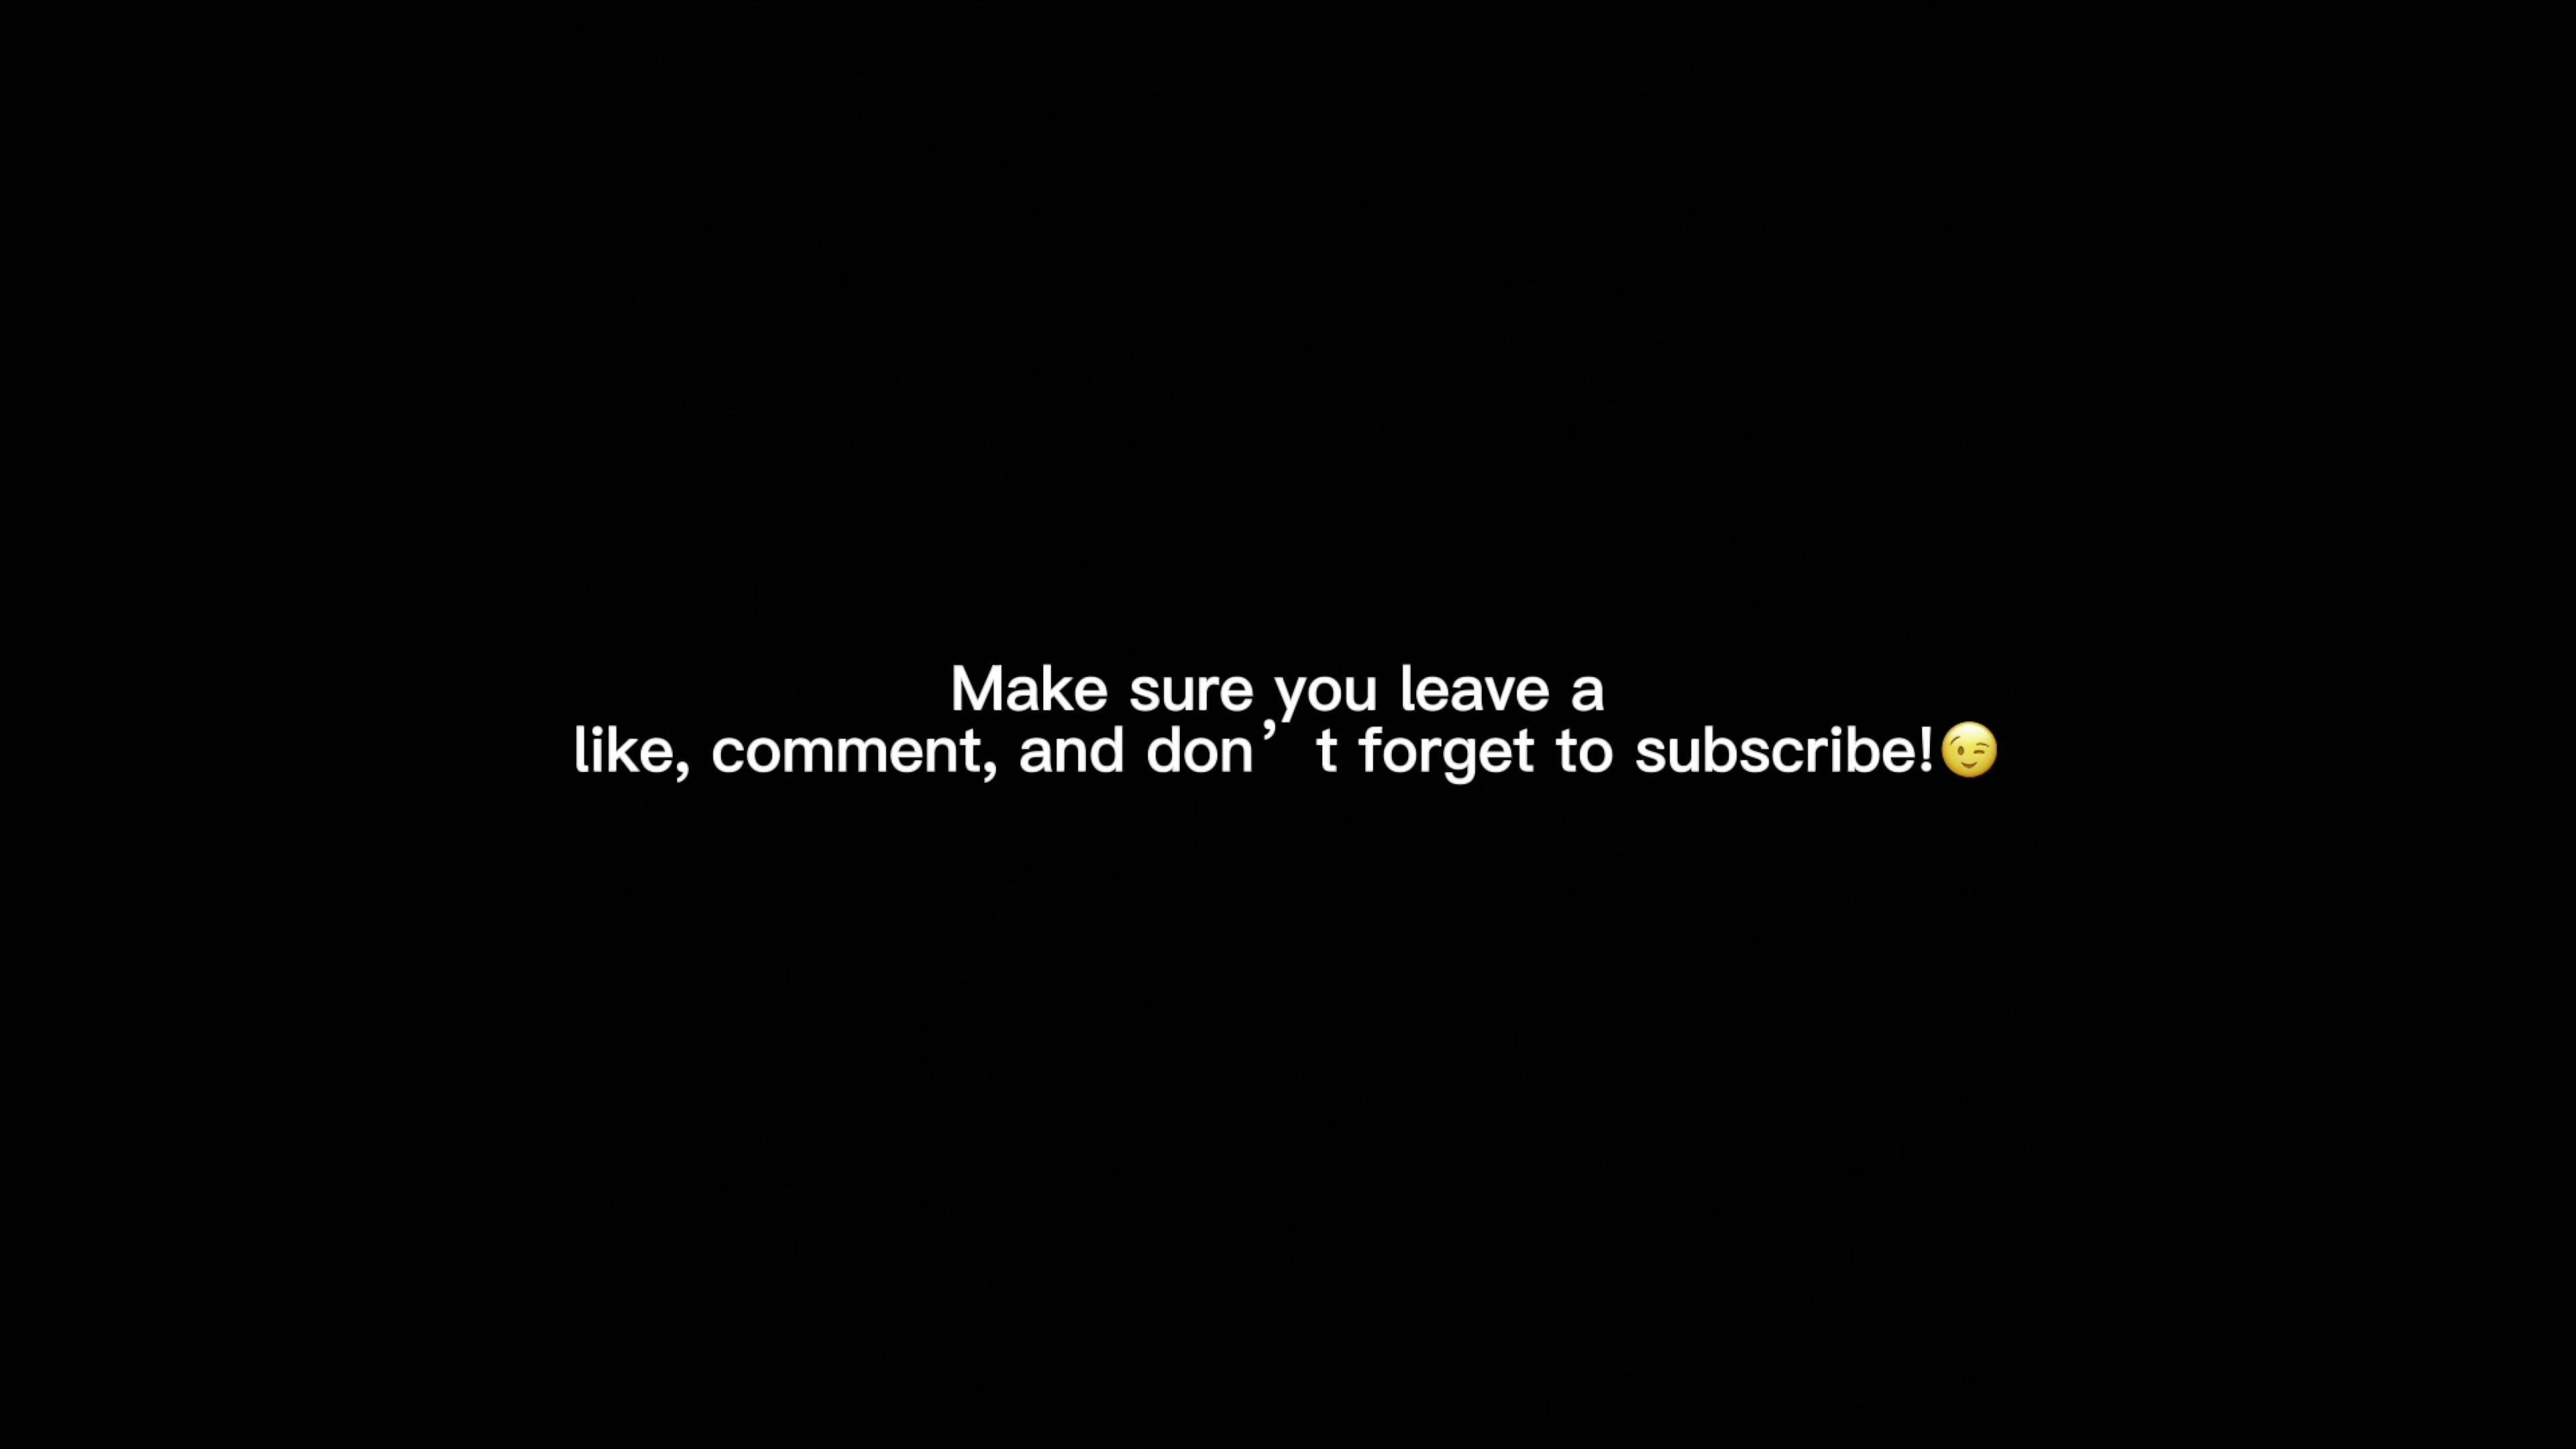 Make sure you leave a
like, comment, and don’t forget to subscribe!😉